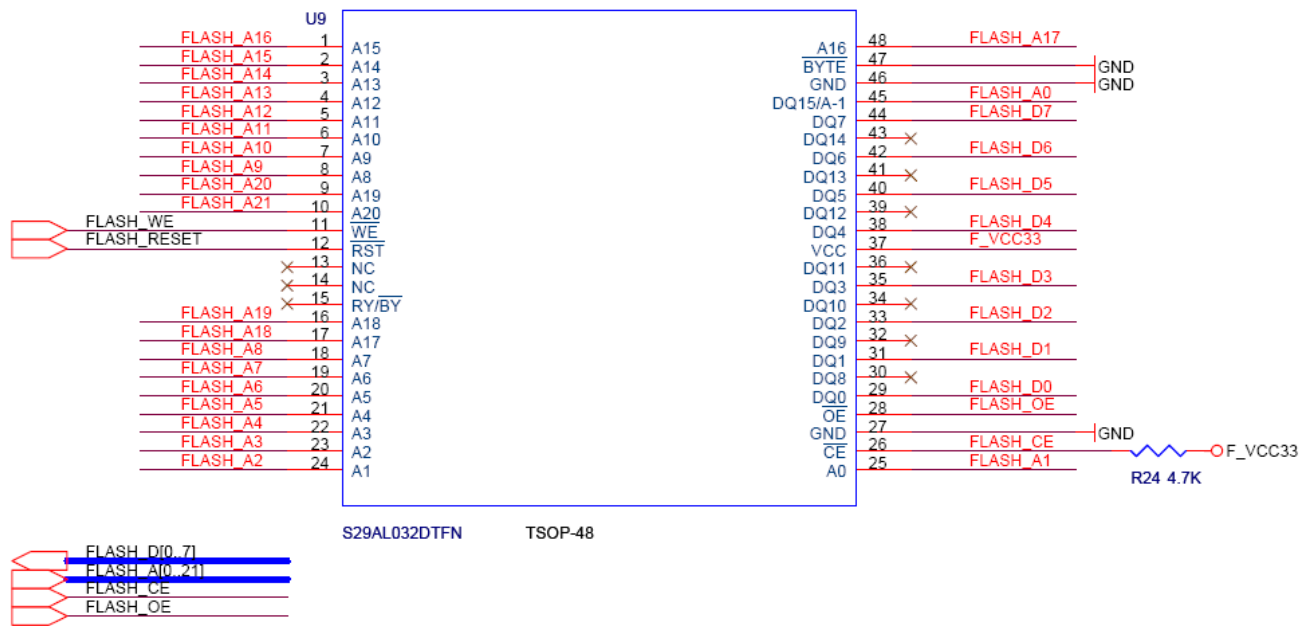 U9
FLASH_A16 1 A15 A16 48 FLASH_A17
FLASH_A15 2 A14 BYTE 47 GND
FLASH_A14 3 A13 GND 46 GND
FLASH_A13 4 A12 DQ15/A-1 45 FLASH_A0
FLASH_A12 5 A11 DQ7 44 FLASH_D7
FLASH_A11 6 A10 DQ14 43
FLASH_A10 7 A9 DQ6 42 FLASH_D6
FLASH_A9 8 A8 DQ13 41
FLASH_A20 9 A19 DQ5 40 FLASH_D5
FLASH_A21 10 A20 DQ12 39
FLASH_WE 11 WE DQ4 38 FLASH_D4
FLASH_RESET 12 RST VCC 37 F_VCC33
13 NC DQ11 36
14 NC DQ3 35 FLASH_D3
15 RY/BY DQ10 34
FLASH_A19 16 A18 DQ2 33 FLASH_D2
FLASH_A18 17 A17 DQ9 32
FLASH_A8 18 A7 DQ1 31 FLASH_D1
FLASH_A7 19 A6 DQ8 30
FLASH_A6 20 A5 DQ0 29 FLASH_D0
FLASH_A5 21 A4 OE 28 FLASH_OE
FLASH_A4 22 A3 GND 27 GND
FLASH_A3 23 A2 CE 26 FLASH_CE F_VCC33
FLASH_A2 24 A1 A0 25 FLASH_A1
R24 4.7K
S29AL032DTFN TSOP-48
FLASH_D[0..7]
FLASH_A[0..21]
FLASH_CE
FLASH_OE